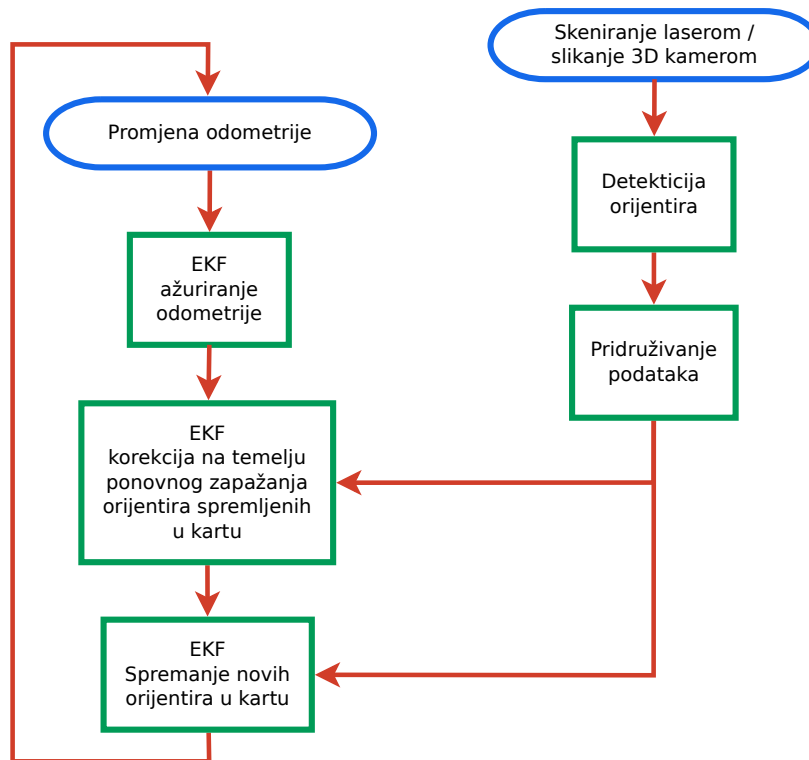 Skeniranje laserom /
slikanje 3D kamerom
Promjena odometrije
Detekticija
orijentira
EKF
ažuriranje
odometrije
Pridruživanje
podataka
EKF
korekcija na temelju
ponovnog zapažanja
orijentira spremljenih
u kartu
EKF
Spremanje novih
orijentira u kartu